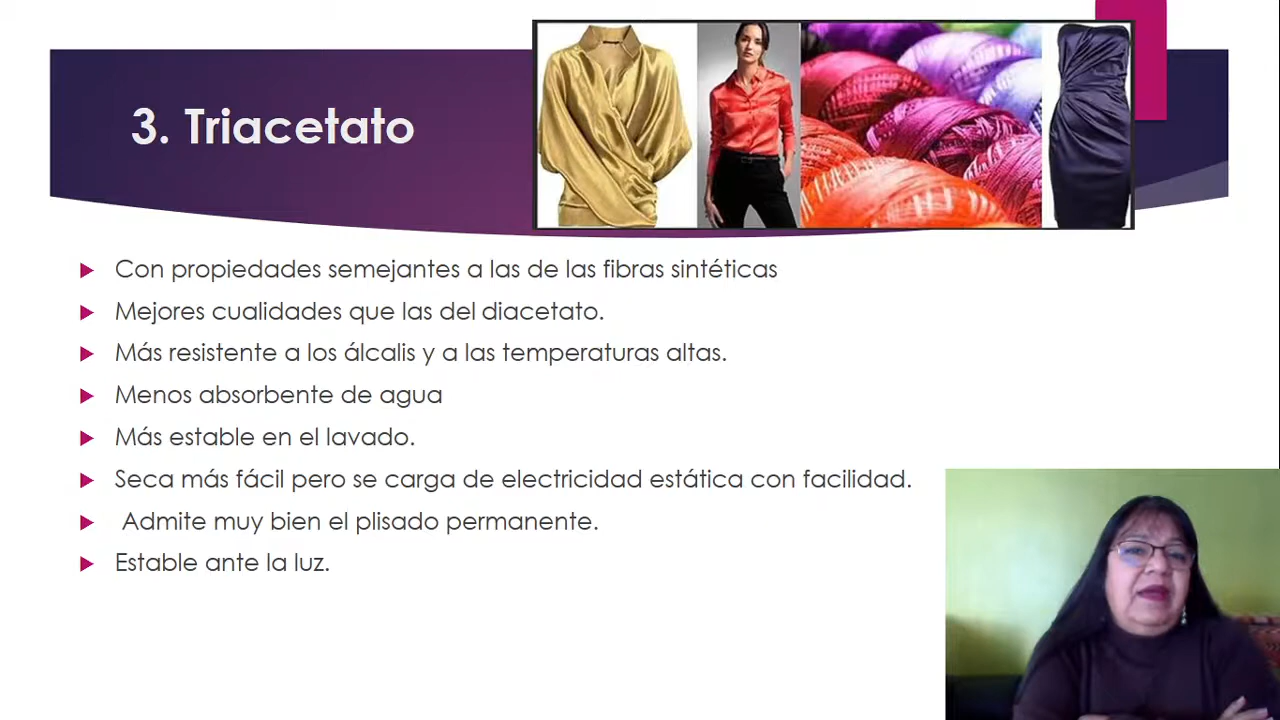 3. Triacetato
Con propiedades semejantes a las de las fibras sintéticas
Mejores cualidades que las del diacetato.
Más resistente a los álcalis y a las temperaturas altas.
Menos absorbente de agua
Más estable en el lavado.
Seca más fácil pero se carga de electricidad estática con facilidad.
Admite muy bien el plisado permanente.
Estable ante la luz.